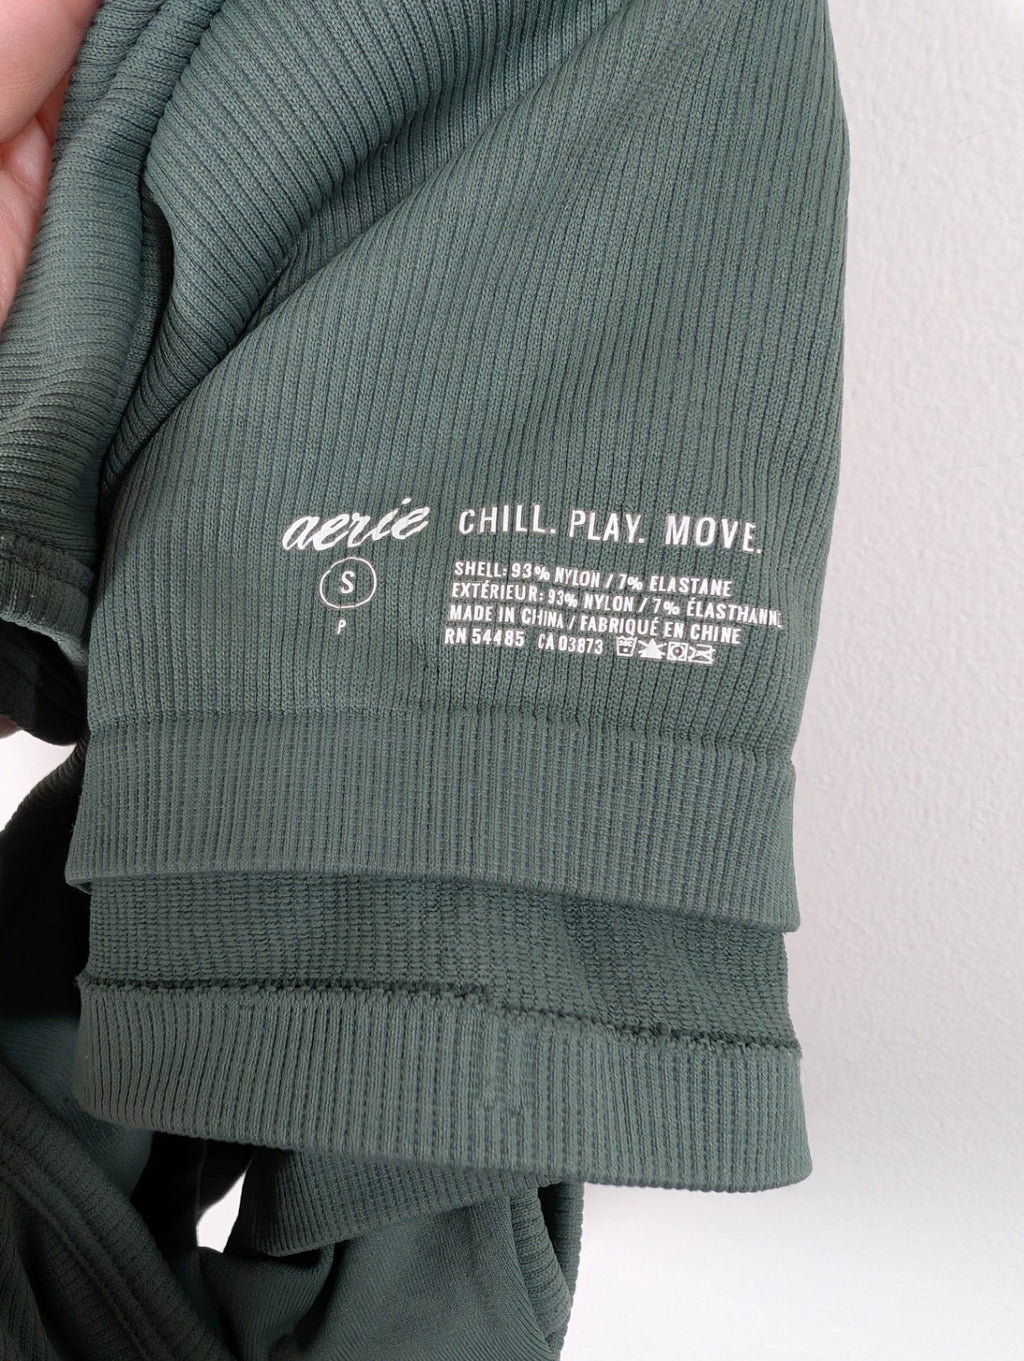 aerie CHILL. PLAY. MOVE.
S
P
SHELL: 93% NYLON / 7% ELASTANE
EXTÉRIEUR: 93% NYLON / 7% ÉLASTHANNE
MADE IN CHINA / FABRIQUÉ EN CHINE
RN 54485 CA 03873